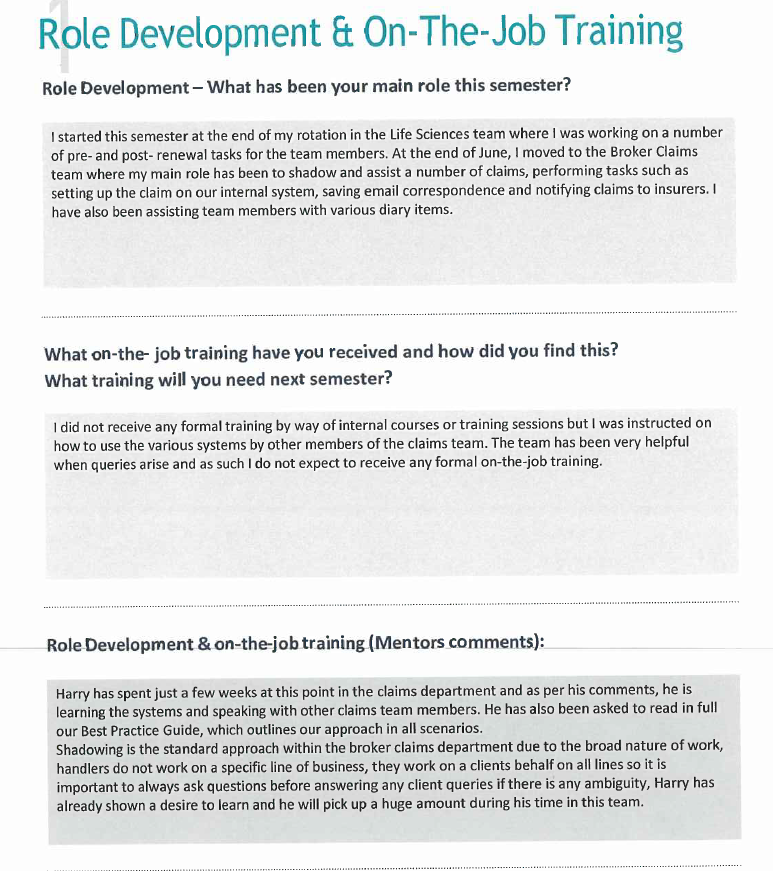 1
Role Development & On-The-Job Training
Role Development – What has been your main role this semester?
I started this semester at the end of my rotation in the Life Sciences team where I was working on a number
of pre- and post- renewal tasks for the team members. At the end of June, I moved to the Broker Claims
team where my main role has been to shadow and assist a number of claims, performing tasks such as
setting up the claim on our internal system, saving email correspondence and notifying claims to insurers. I
have also been assisting team members with various diary items.
What on-the- job training have you received and how did you find this?
What training will you need next semester?
I did not receive any formal training by way of internal courses or training sessions but I was instructed on
how to use the various systems by other members of the claims team. The team has been very helpful
when queries arise and as such I do not expect to receive any formal on-the-job training.
Role Development & on-the-job training (Mentors comments):
Harry has spent just a few weeks at this point in the claims department and as per his comments, he is
learning the systems and speaking with other claims team members. He has also been asked to read in full
our Best Practice Guide, which outlines our approach in all scenarios.
Shadowing is the standard approach within the broker claims department due to the broad nature of work,
handlers do not work on a specific line of business, they work on a clients behalf on all lines so it is
important to always ask questions before answering any client queries if there is any ambiguity, Harry has
already shown a desire to learn and he will pick up a huge amount during his time in this team.